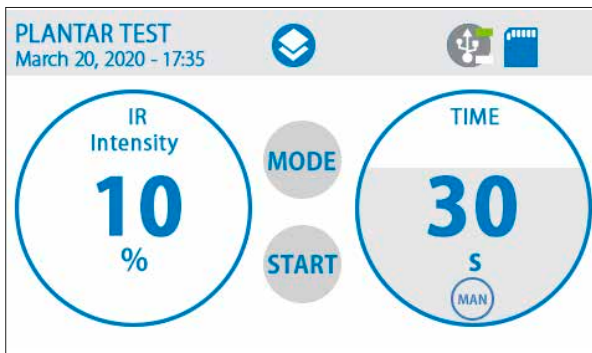 PLANTAR TEST
March 20, 2020 - 17:35
IR
Intensity
10
%
MODE
START
TIME
30
s
MAN